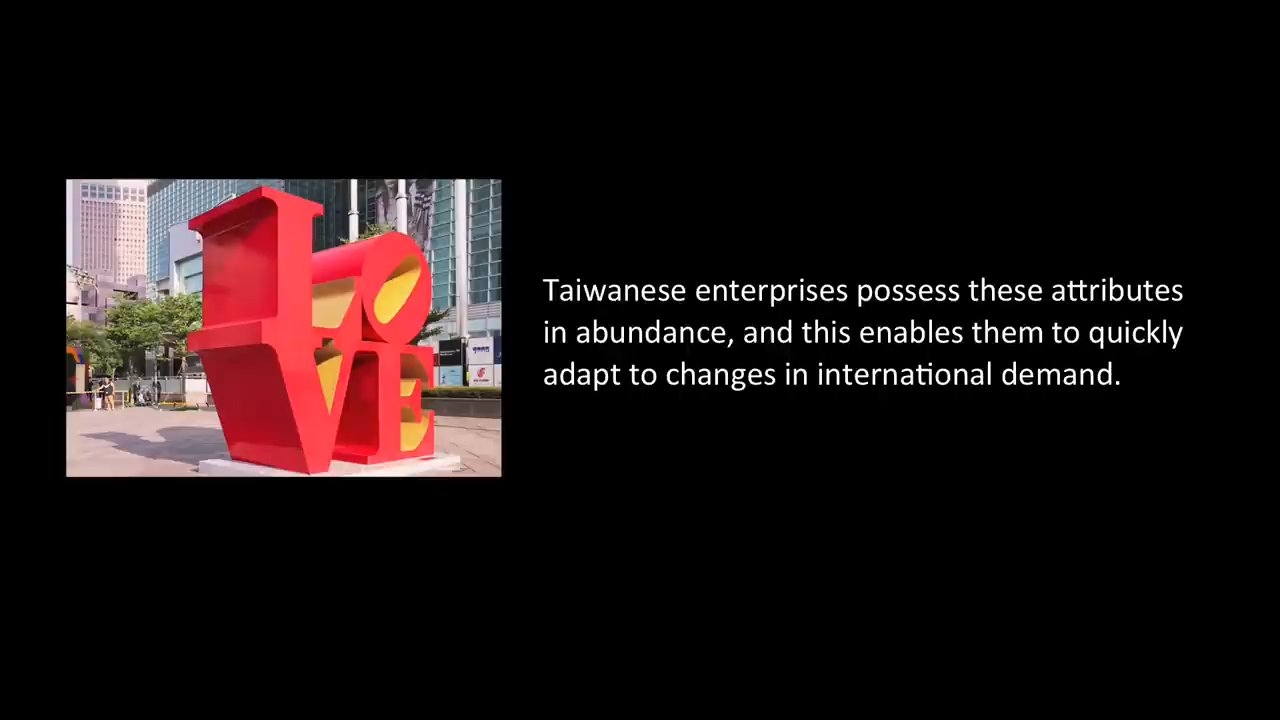 LO
VE
Taiwanese enterprises possess these attributes
in abundance, and this enables them to quickly
adapt to changes in international demand.